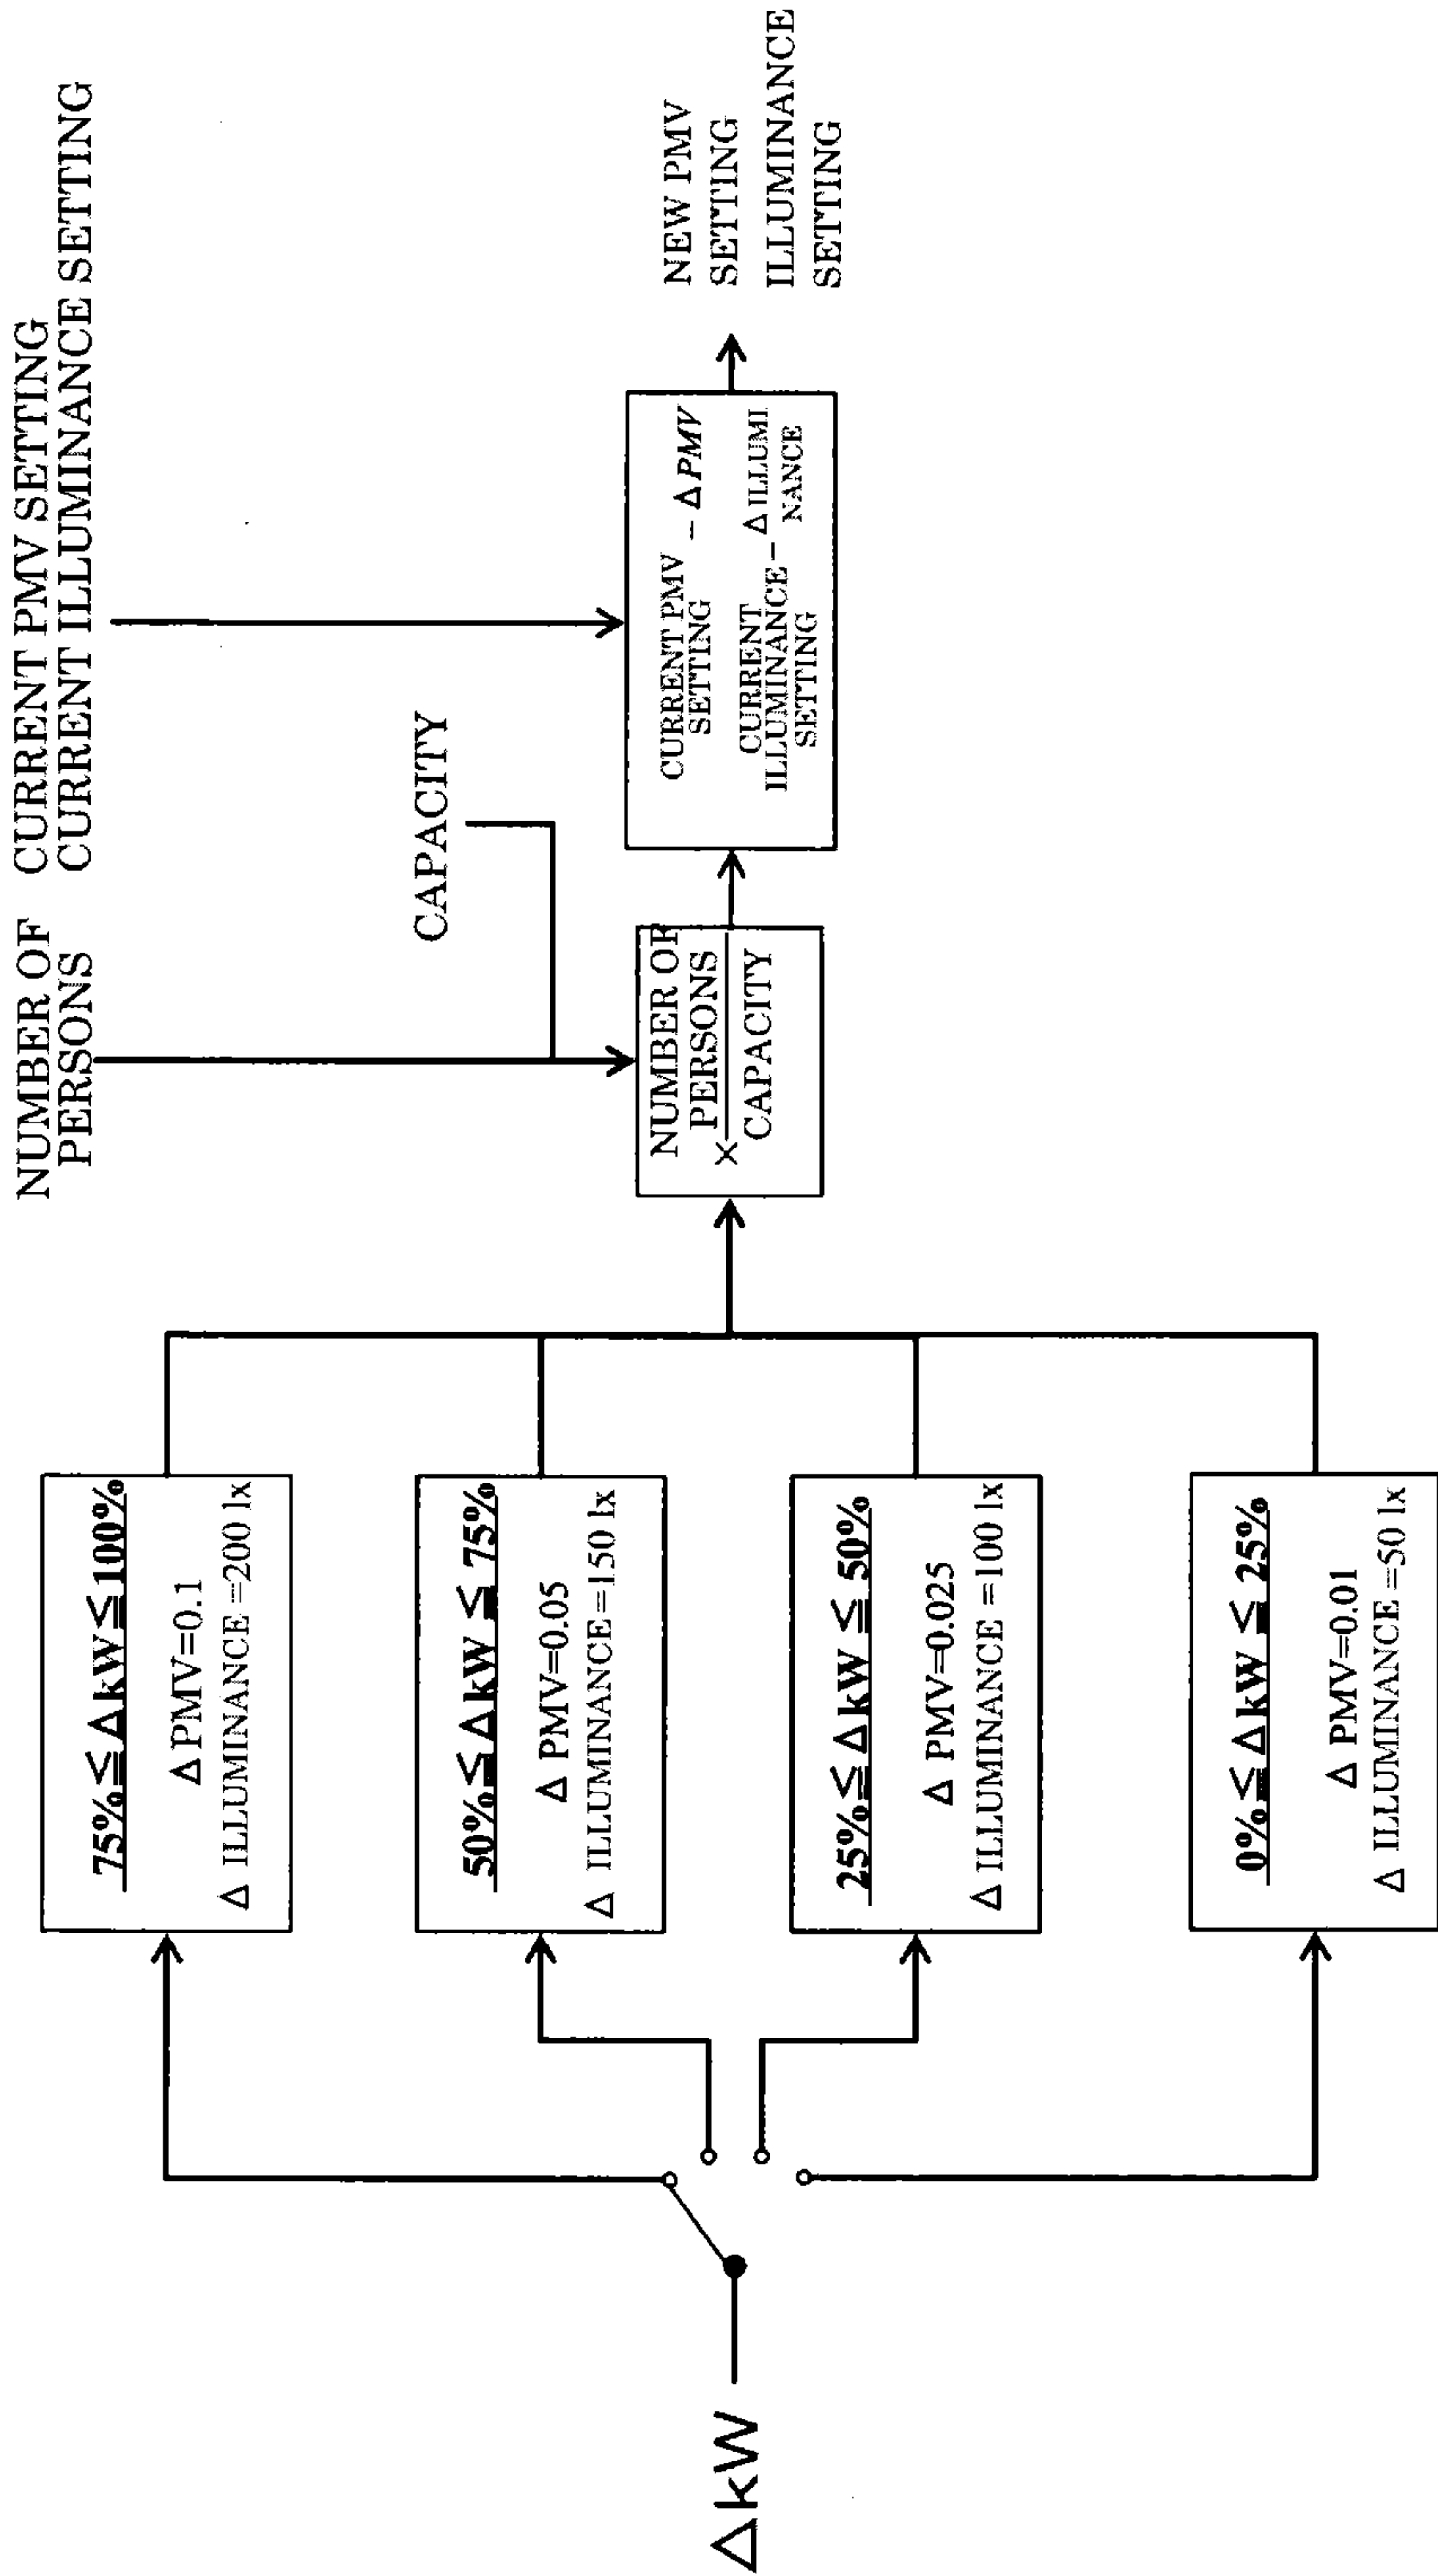 NUMBER OF
PERSONS
CURRENT PMV SETTING
CURRENT ILLUMINANCE SETTING
CAPACITY
ΔkW
75%≦ΔkW≦100%
ΔPMV=0.1
Δ ILLUMINANCE=200 lx
50%≦ΔkW ≦ 75%
Δ PMV=0.05
Δ ILLUMINANCE=150 lx
25%≦ΔkW ≦ 50%
Δ PMV=0.025
Δ ILLUMINANCE =100 lx
0%≦ΔkW ≦ 25%
Δ PMV=0.01
Δ ILLUMINANCE =50 lx
NUMBER OF
PERSONS
×
CAPACITY
CURRENT PMV
SETTING
− ΔPMV
CURRENT
ILLUMINANCE
SETTING
− Δ ILLUMI
NANCE
NEW PMV
SETTING
ILLUMINANCE
SETTING